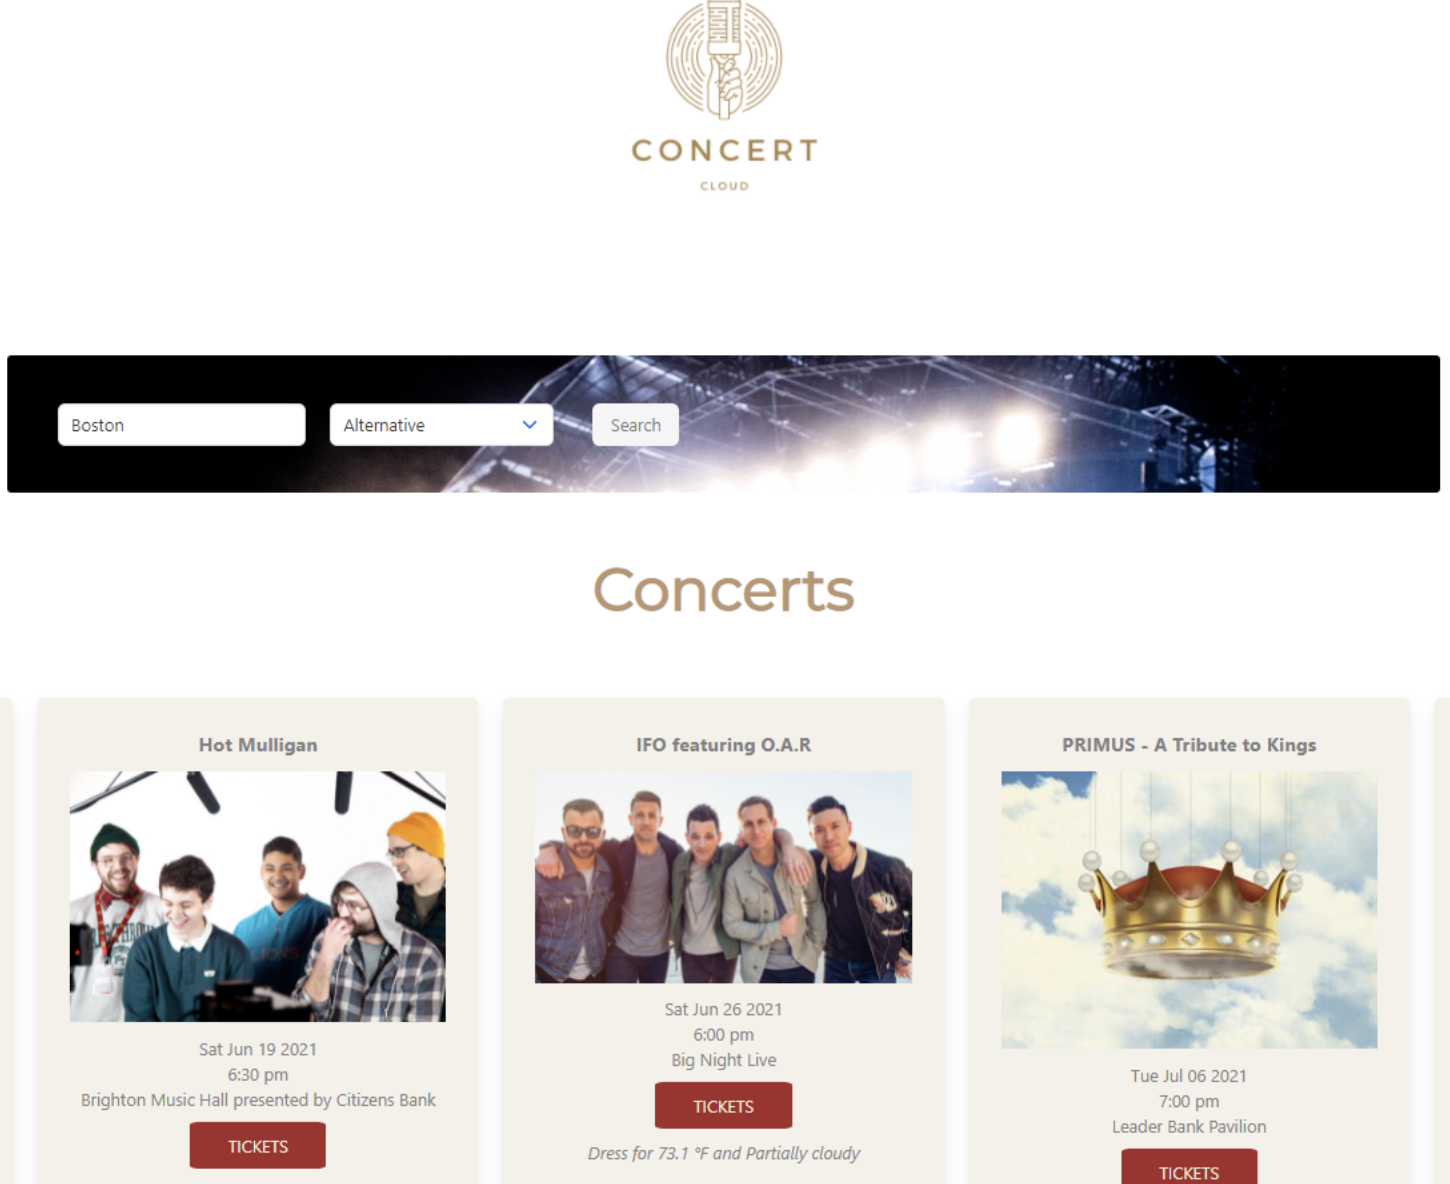 CONCERT
CLOUD
Boston
Alternative
Search
Concerts
Hot Mulligan
LIONS
Sat Jun 19 2021
6:30 pm
Brighton Music Hall presented by Citizens Bank
TICKETS
IFO featuring O.A.R
Sat Jun 26 2021
6:00 pm
Big Night Live
TICKETS
Dress for 73.1 °F and Partially cloudy
PRIMUS - A Tribute to Kings
Tue Jul 06 2021
7:00 pm
Leader Bank Pavilion
TICKETS